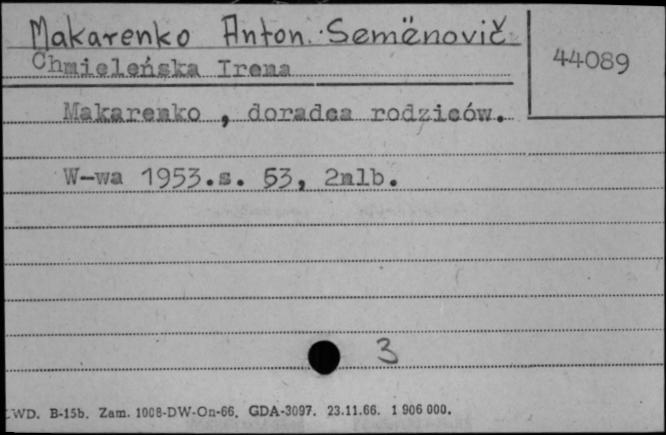 Makarenko Anton Semënovič
44089
Chmieleńska Irena
Makarenko , doradca rodziców.
W-wa 1953.s. 53, 2nlb.
3
LWD. B-15b. Zam. 1008-DW-On-66. GDA-3097. 23.11.66. 1 906 000.